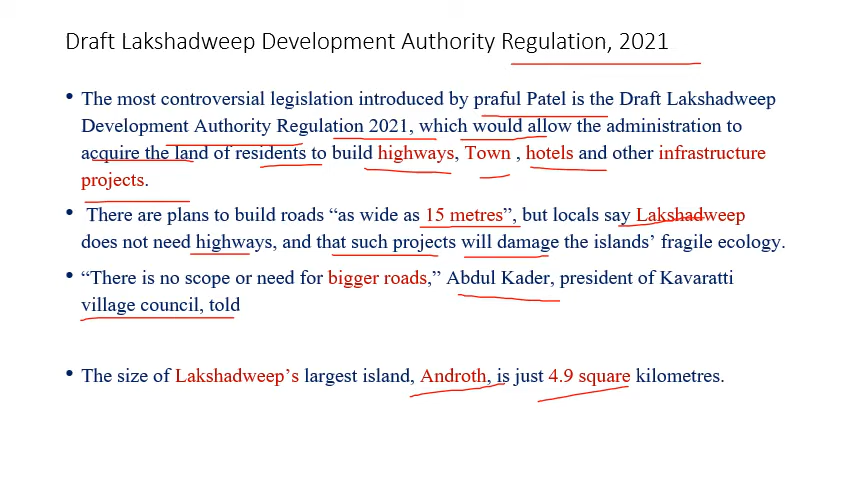 Draft Lakshadweep Development Authority Regulation, 2021
• The most controversial legislation introduced by praful Patel is the Draft Lakshadweep
Development Authority Regulation 2021, which would allow the administration to
acquire the land of residents to build highways, Town , hotels and other infrastructure
projects.
• There are plans to build roads “as wide as 15 metres”, but locals say Lakshadweep
does not need highways, and that such projects will damage the islands’ fragile ecology.
• “There is no scope or need for bigger roads,” Abdul Kader, president of Kavaratti
village council, told
• The size of Lakshadweep’s largest island, Androth, is just 4.9 square kilometres.